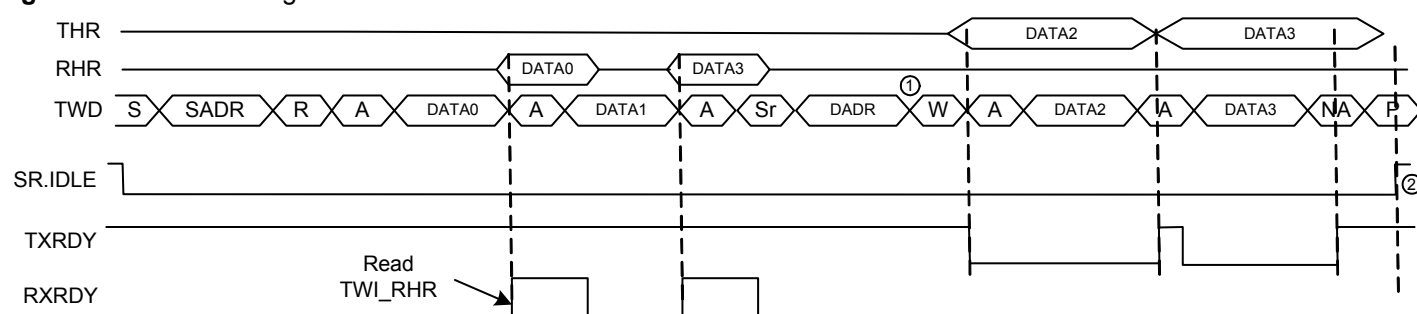 THR DATA2 DATA3
RHR DATA0 DATA3
TWD S SADR R A DATA0 A DATA1 A Sr DADR ① W A DATA2 A DATA3 NA P
SR.IDLE ②
TXRDY
Read
TWI_RHR
RXRDY